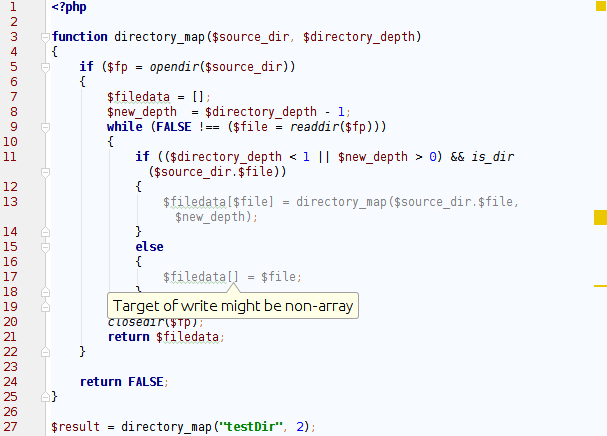 1 <?php
2
3 function directory_map($source_dir, $directory_depth)
4 {
5 if ($fp = opendir($source_dir))
6 {
7 $filedata = [];
8 $new_depth = $directory_depth - 1;
9 while (FALSE !== ($file = readdir($fp)))
10 {
11 if (($directory_depth < 1 || $new_depth > 0) && is_dir
($source_dir.$file))
12 {
13 $filedata[$file] = directory_map($source_dir.$file,
$new_depth);
14 }
15 else
16 {
17 $filedata[] = $file;
18 }
19 Target of write might be non-array
20 closedir($fp);
21 return $filedata;
22 }
23
24 return FALSE;
25 }
26
27 $result = directory_map("testDir", 2);